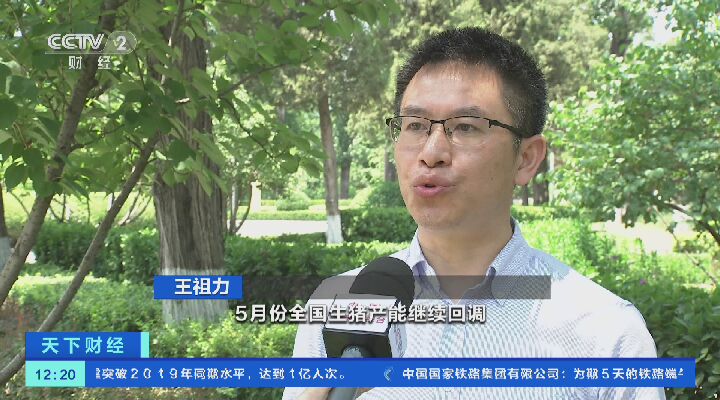 CCTV 2
财经
王祖力
5月份全国生猪产能继续回调
天下财经
12:20
突破2019年同期水平，达到1亿人次。 中国国家铁路集团有限公司：为期5天的铁路端午